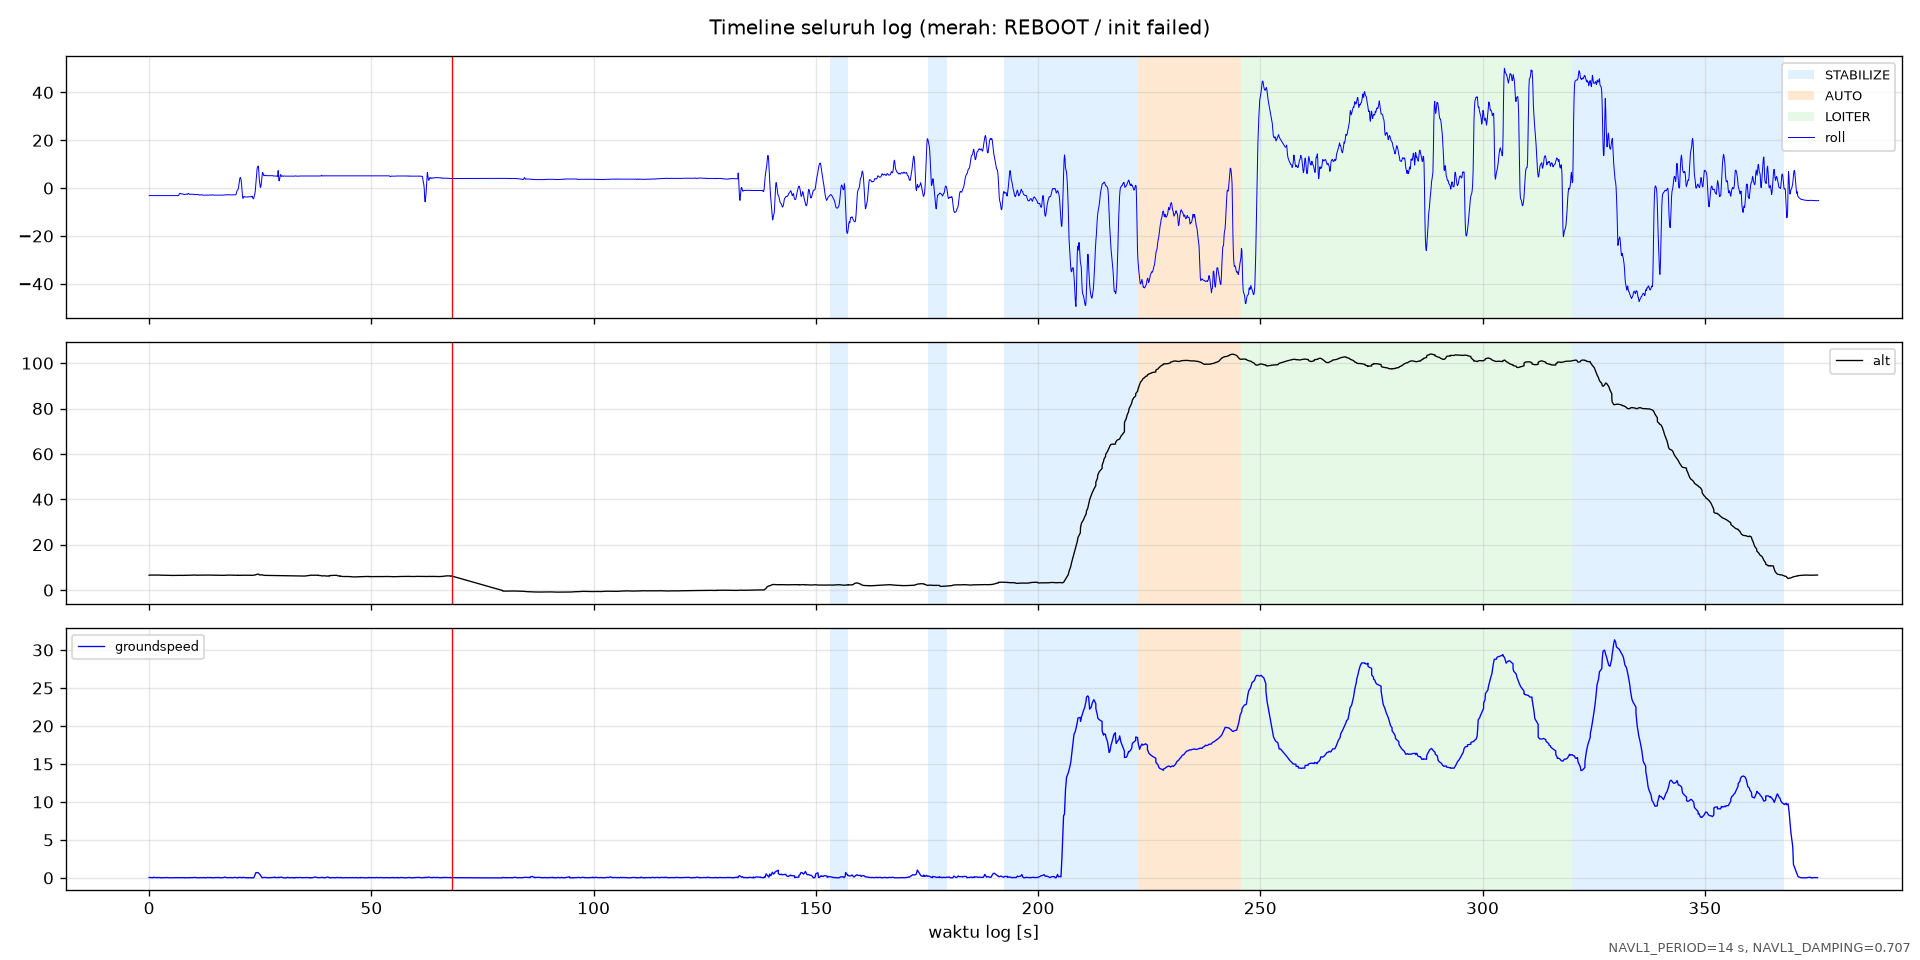 Timeline seluruh log (merah: REBOOT / init failed)
40
20
0
−20
−40
STABILIZE
AUTO
LOITER
roll
100
80
60
40
20
0
alt
30
25
20
15
10
5
0
groundspeed
0 50 100 150 200 250 300 350
waktu log [s]
NAVL1_PERIOD=14 s, NAVL1_DAMPING=0.707